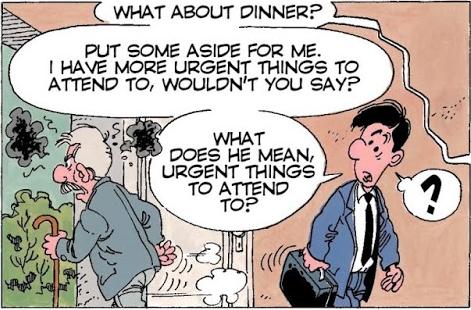 WHAT ABOUT DINNER?
PUT SOME ASIDE FOR ME.
I HAVE MORE URGENT THINGS TO
ATTEND TO, WOULDN'T YOU SAY?
WHAT
DOES HE MEAN,
URGENT THINGS
TO ATTEND
TO?
?